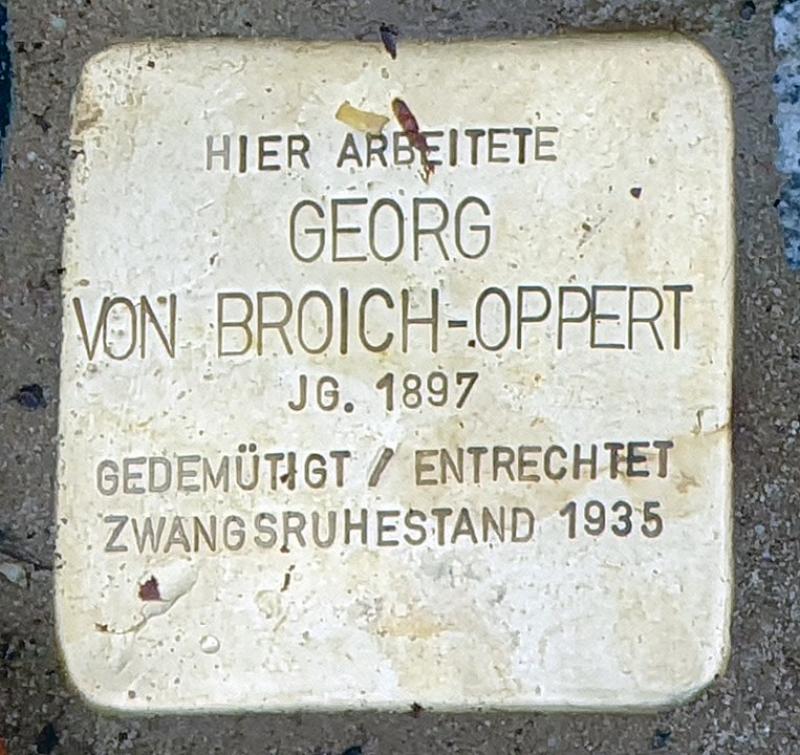 HIER ARBEITETE
GEORG
VON BROICH-OPPERT
JG. 1897
GEDEMÜTIGT / ENTRECHTET
ZWANGSRUHESTAND 1935